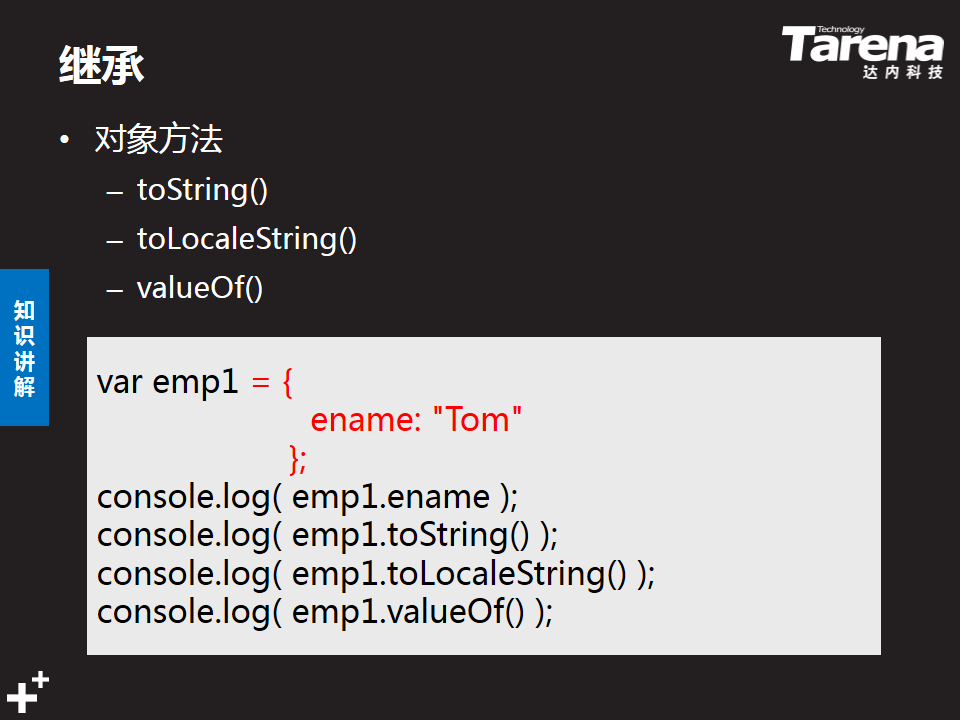 继承
Technology
Tarena
达内科技
• 对象方法
– toString()
– toLocaleString()
– valueOf()
知识讲解
var emp1 = {
ename: "Tom"
};
console.log( emp1.ename );
console.log( emp1.toString() );
console.log( emp1.toLocaleString() );
console.log( emp1.valueOf() );